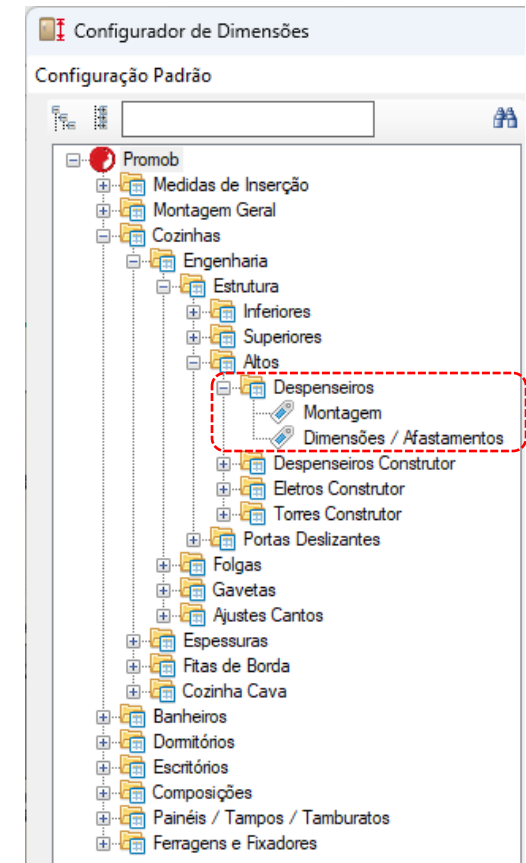 Configurador de Dimensões
Configuração Padrão
Promob
Medidas de Inserção
Montagem Geral
Cozinhas
Engenharia
Estrutura
Inferiores
Superiores
Altos
Despenseiros
Montagem
Dimensões / Afastamentos
Despenseiros Construtor
Eletros Construtor
Torres Construtor
Portas Deslizantes
Folgas
Gavetas
Ajustes Cantos
Espessuras
Fitas de Borda
Cozinha Cava
Banheiros
Dormitórios
Escritórios
Composições
Painéis / Tampos / Tamburatos
Ferragens e Fixadores